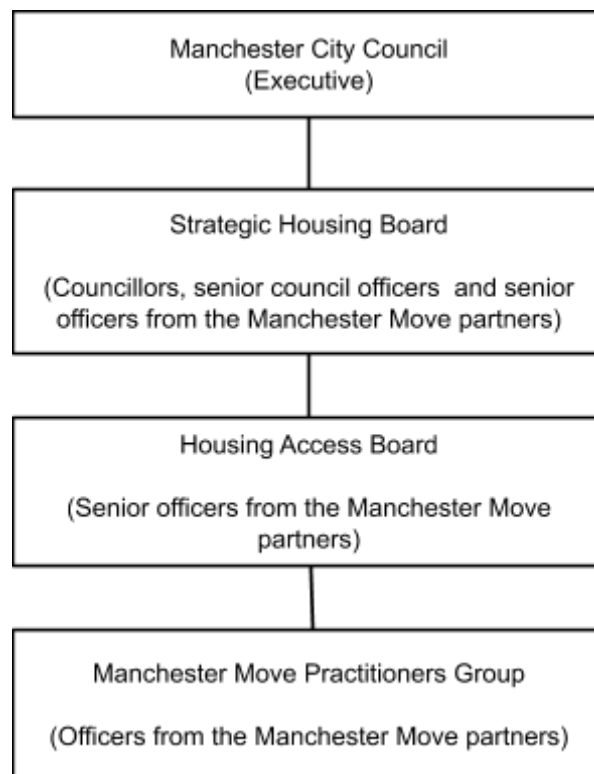 Manchester City Council
(Executive)
Strategic Housing Board
(Councillors, senior council officers and senior
officers from the Manchester Move partners)
Housing Access Board
(Senior officers from the Manchester Move
partners)
Manchester Move Practitioners Group
(Officers from the Manchester Move partners)